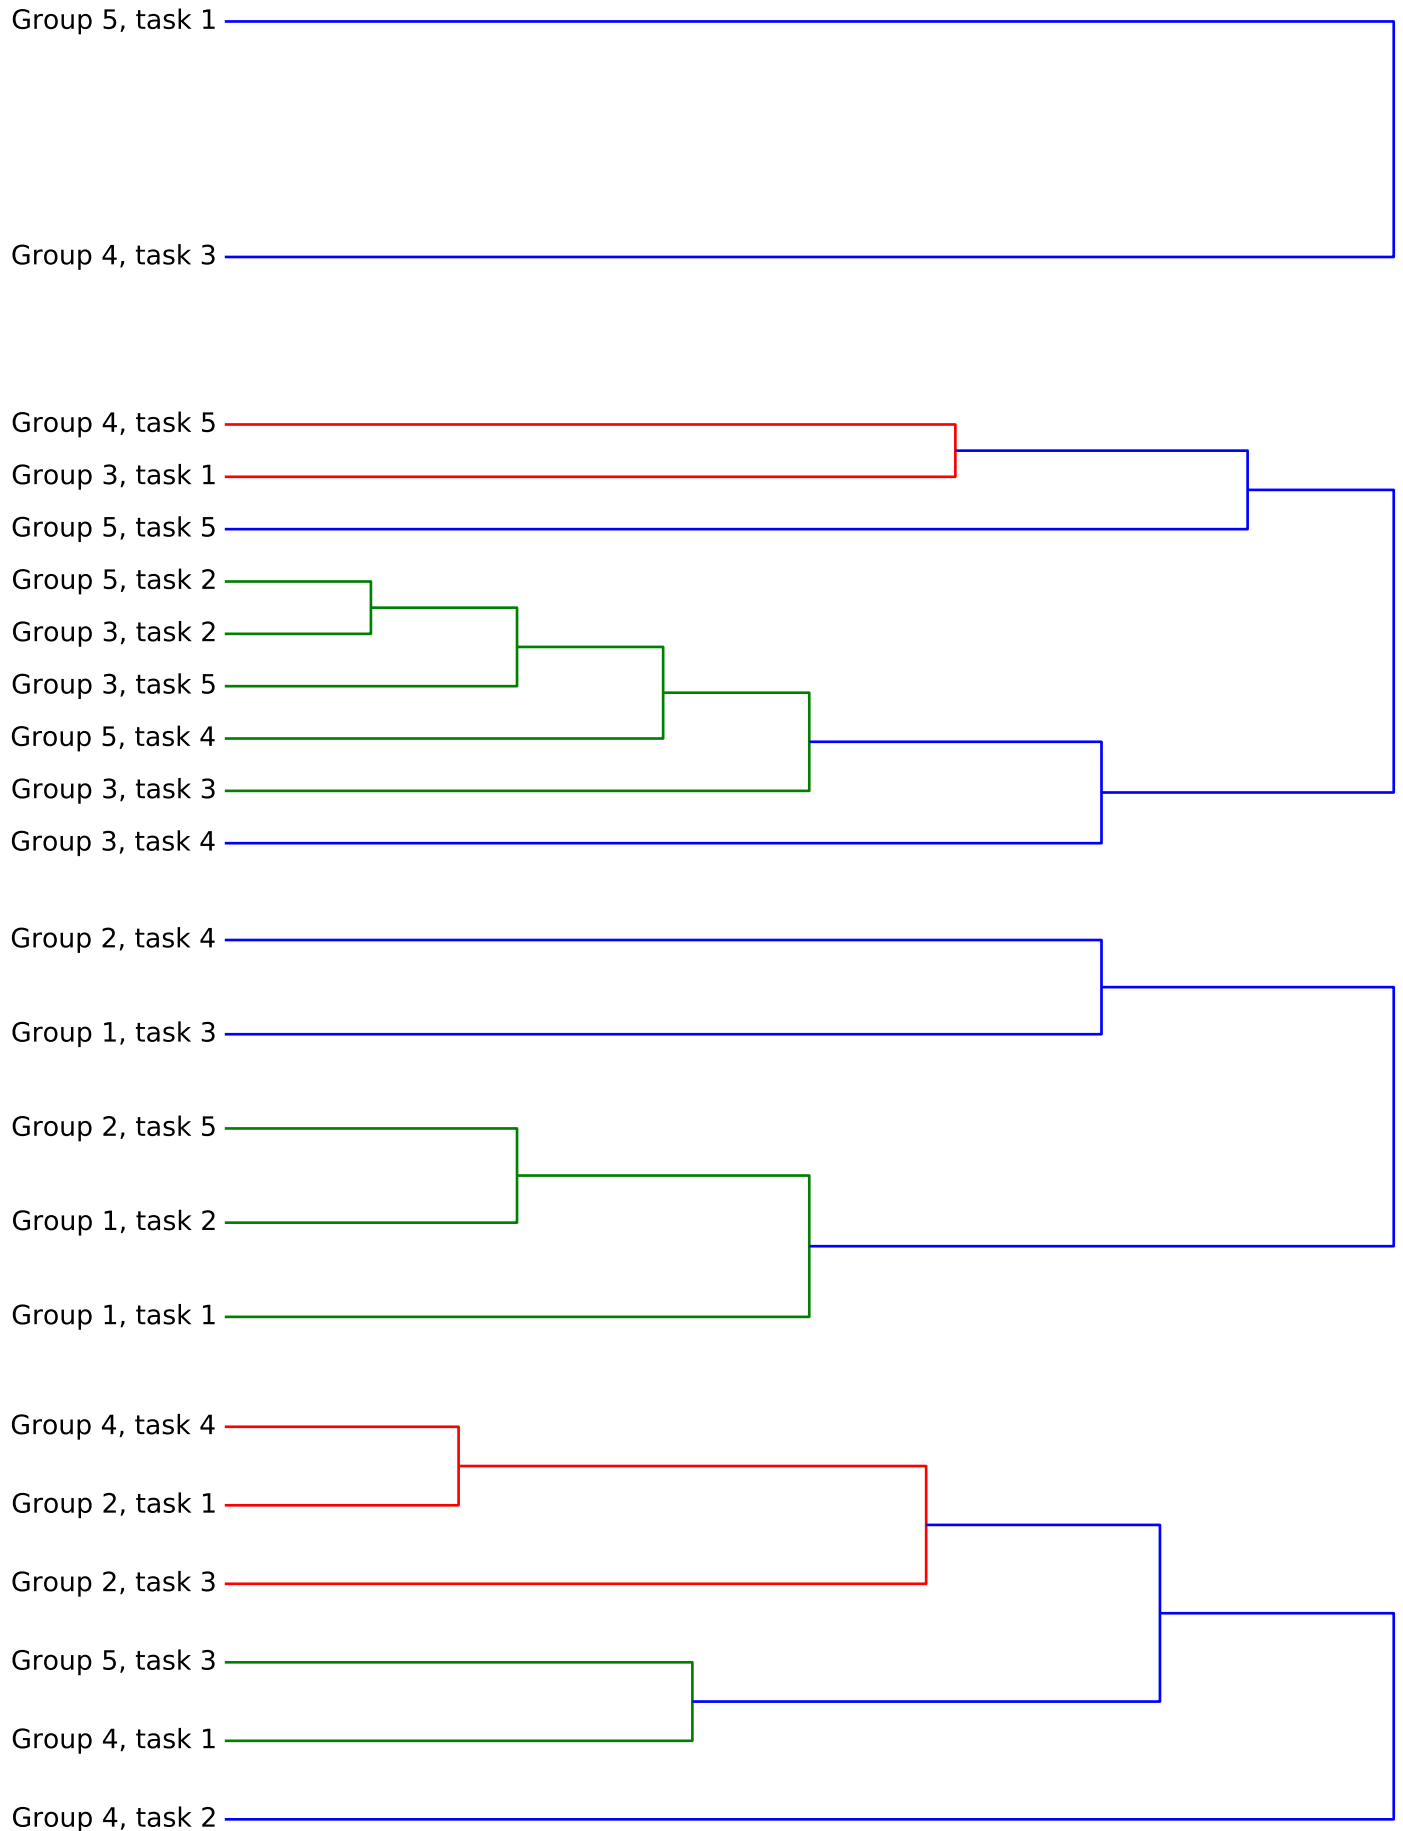 Group 5, task 1
Group 4, task 3
Group 4, task 5
Group 3, task 1
Group 5, task 5
Group 5, task 2
Group 3, task 2
Group 3, task 5
Group 5, task 4
Group 3, task 3
Group 3, task 4
Group 2, task 4
Group 1, task 3
Group 2, task 5
Group 1, task 2
Group 1, task 1
Group 4, task 4
Group 2, task 1
Group 2, task 3
Group 5, task 3
Group 4, task 1
Group 4, task 2